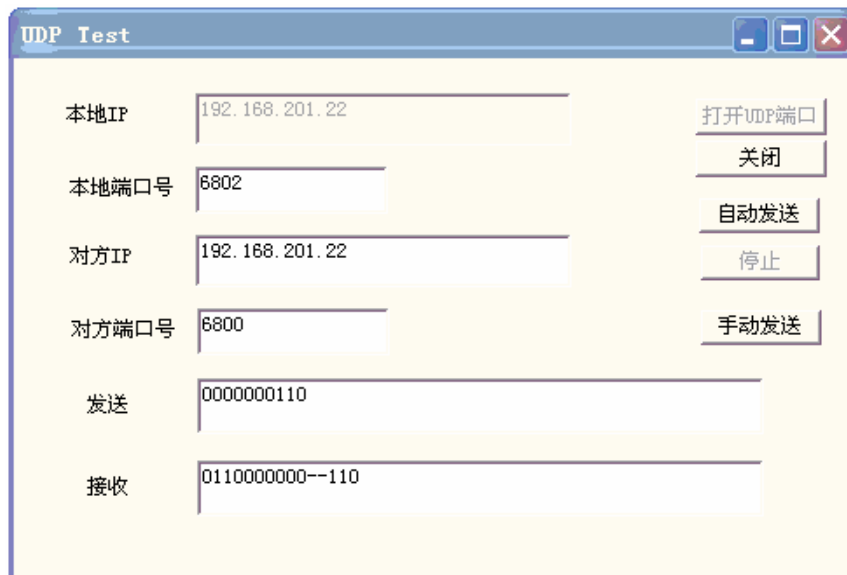 UDP Test
本地IP
192.168.201.22
打开UDP端口
关闭
本地端口号
6802
自动发送
对方IP
192.168.201.22
停止
对方端口号
6800
手动发送
发送
0000000110
接收
0110000000--110